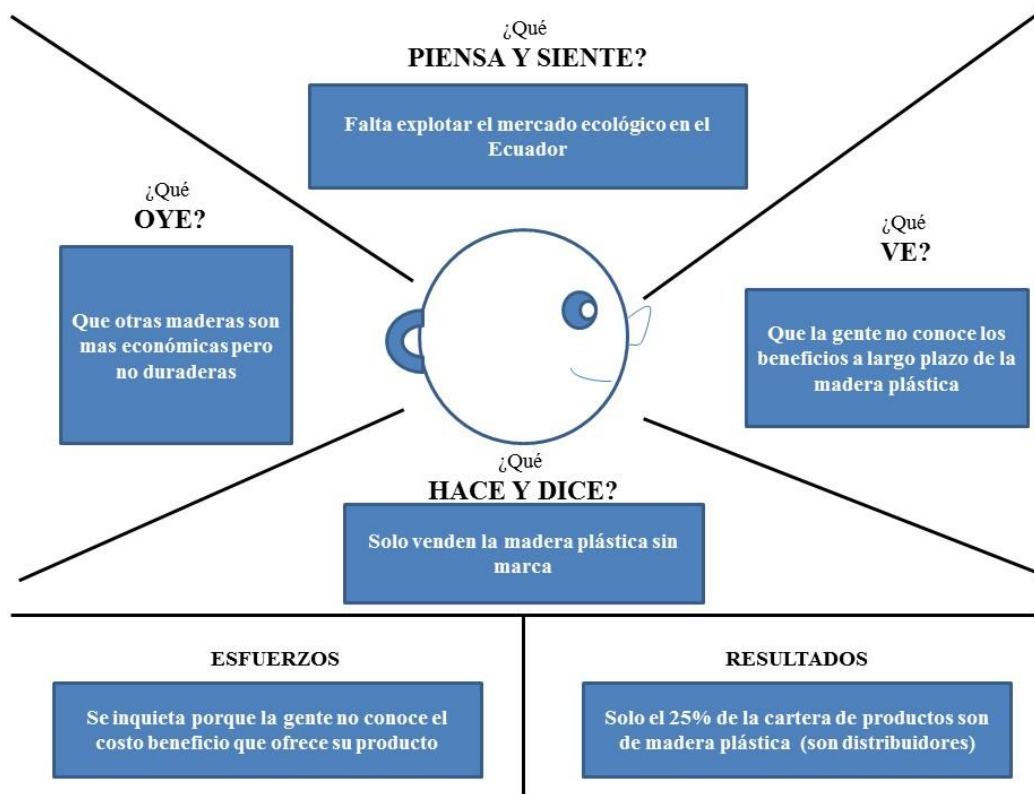 ¿Qué
PIENSA Y SIENTE?
Falta explotar el mercado ecológico en el
Ecuador
¿Qué
OYE?
Que otras maderas son
mas económicas pero
no duraderas
¿Qué
VE?
Que la gente no conoce los
beneficios a largo plazo de la
madera plástica
¿Qué
HACE Y DICE?
Solo venden la madera plástica sin
marca
ESFUERZOS
Se inquieta porque la gente no conoce el
costo beneficio que ofrece su producto
RESULTADOS
Solo el 25% de la cartera de productos son
de madera plástica (son distribuidores)